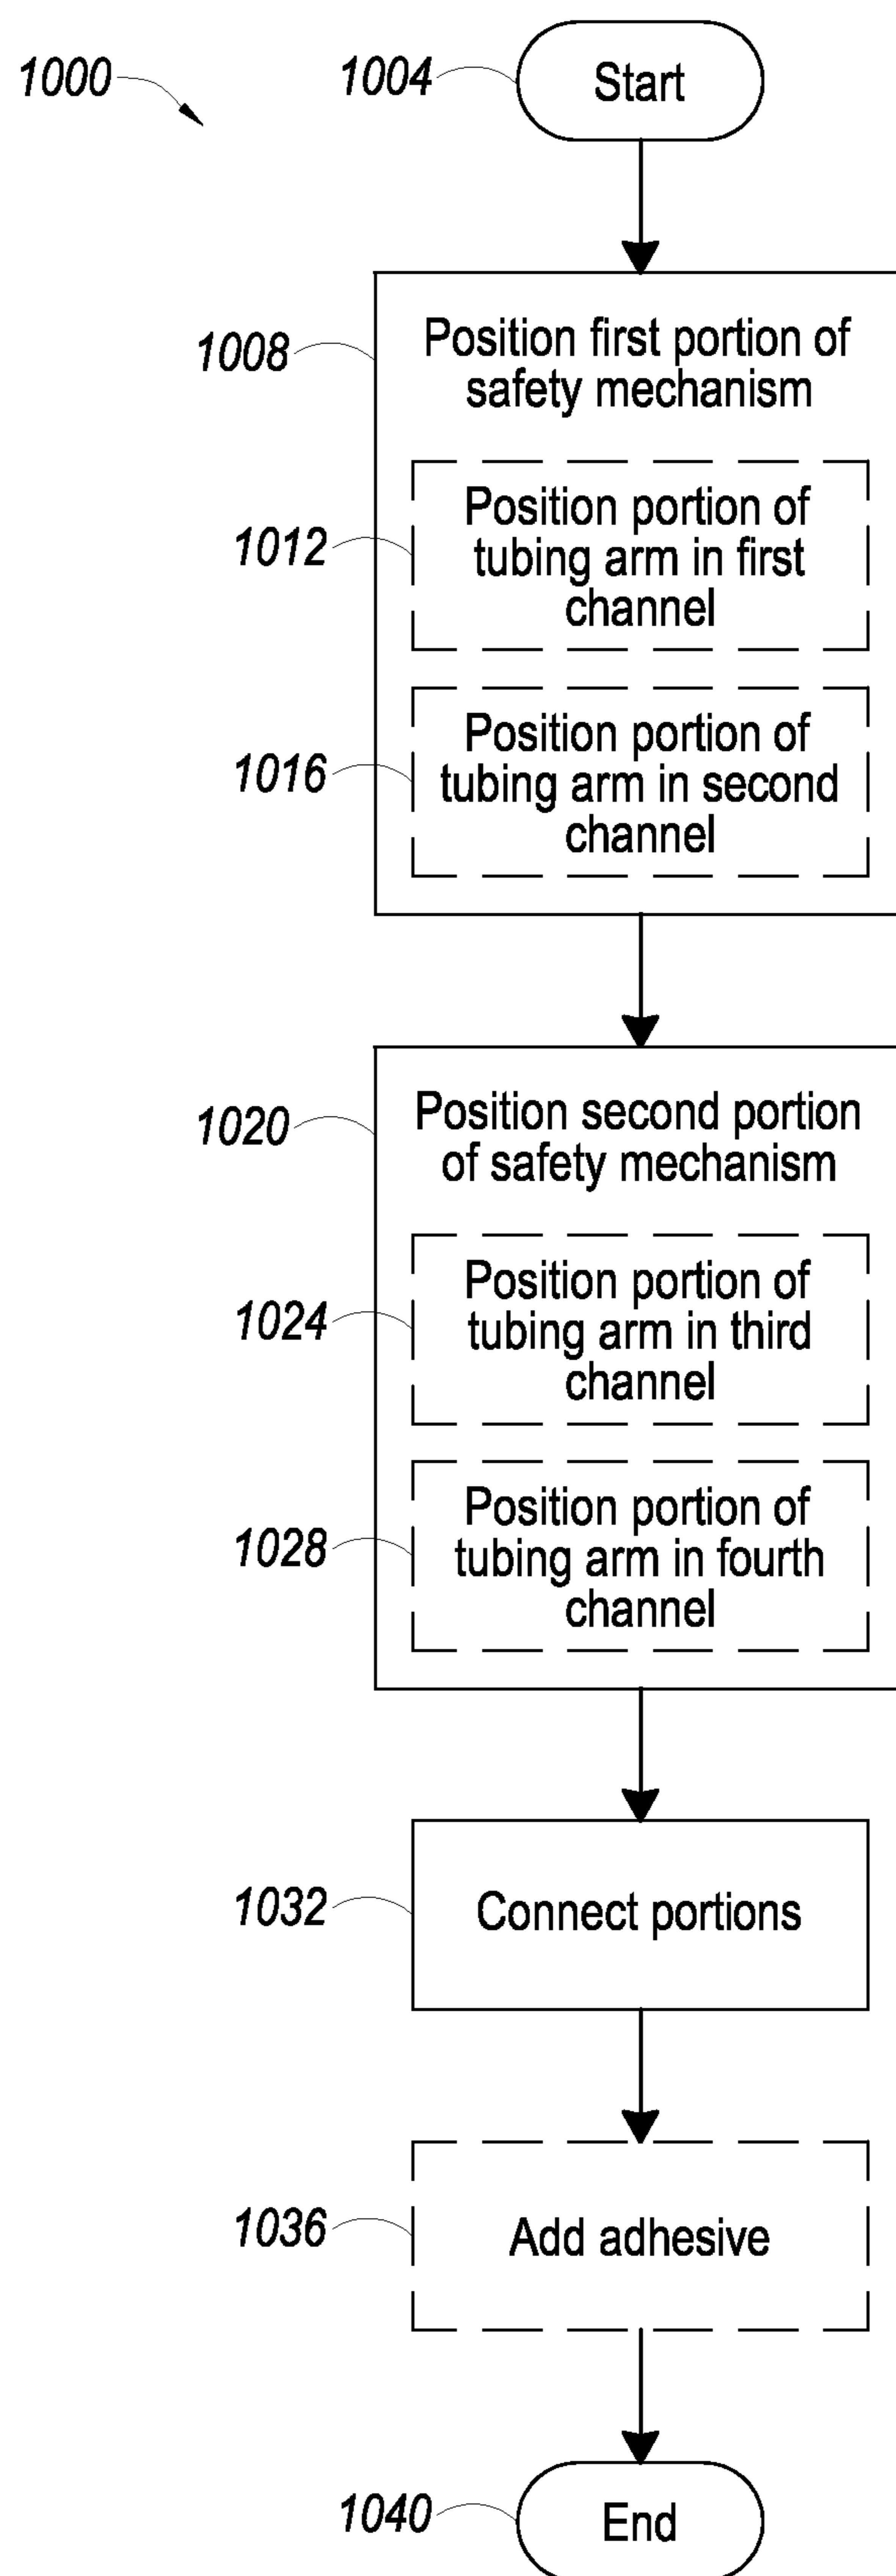 1000
1004
Start
1008
Position first portion of
safety mechanism
1012
Position portion of
tubing arm in first
channel
1016
Position portion of
tubing arm in second
channel
1020
Position second portion
of safety mechanism
1024
Position portion of
tubing arm in third
channel
1028
Position portion of
tubing arm in fourth
channel
1032
Connect portions
1036
Add adhesive
1040
End